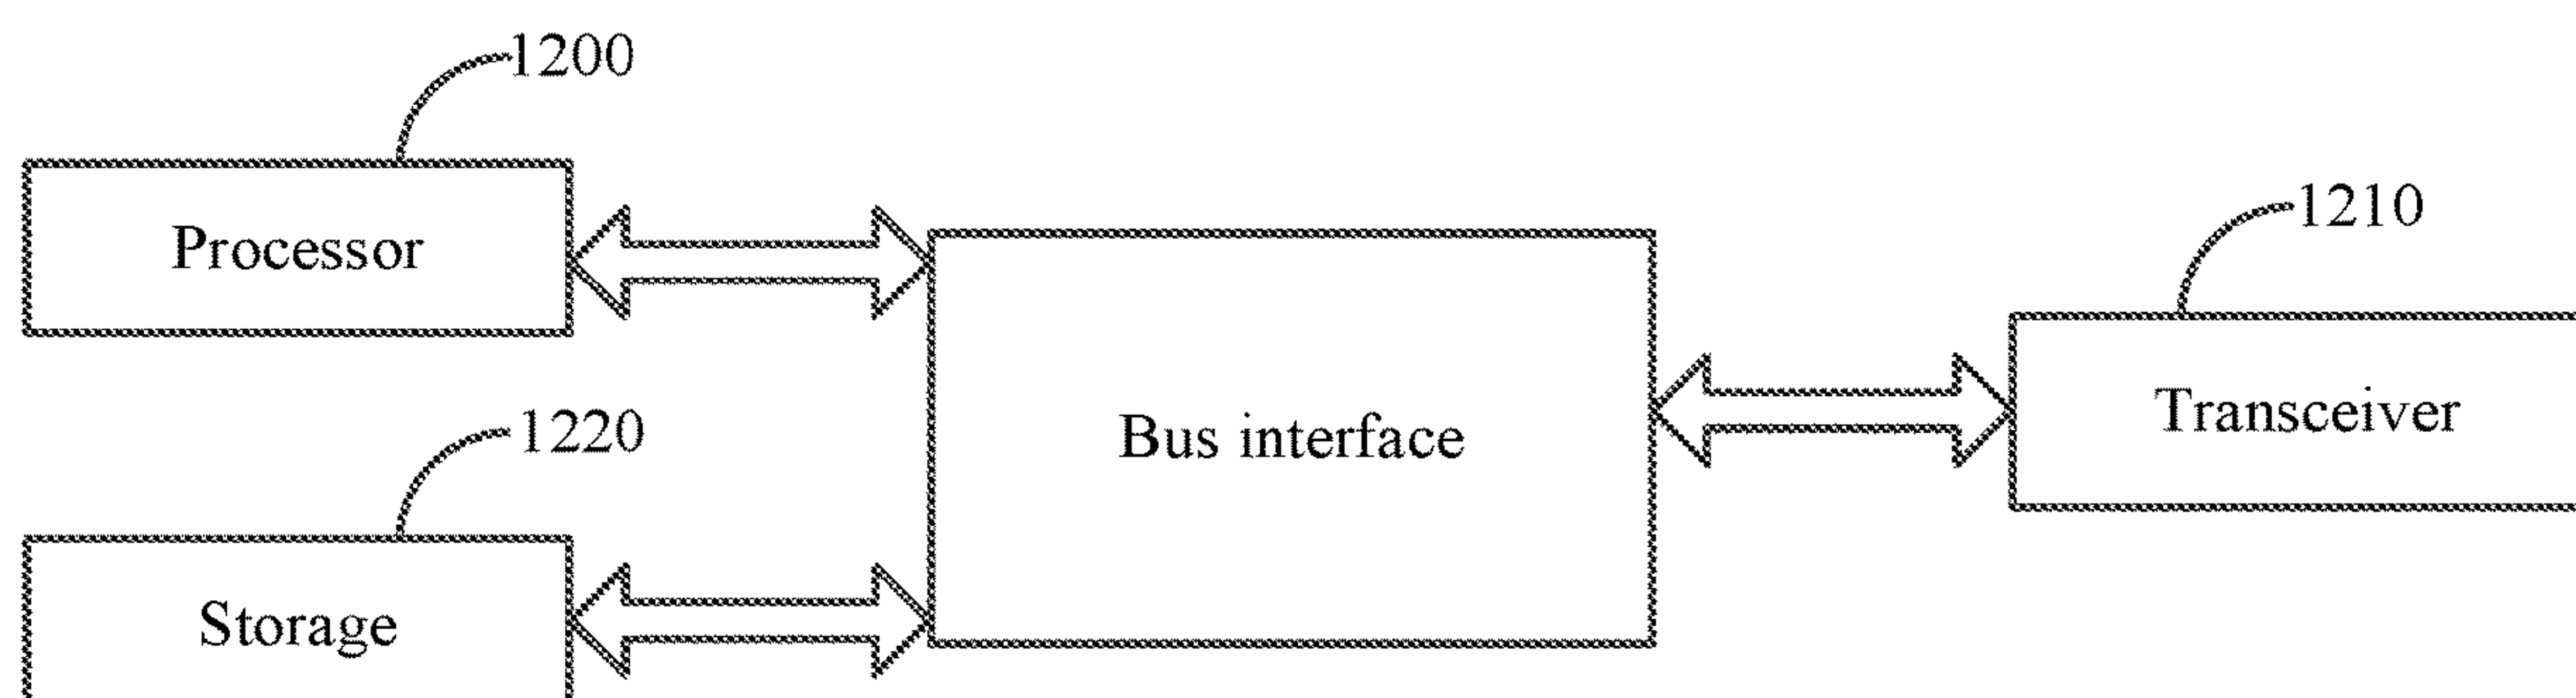 1200
Processor
1210
Transceiver
Bus interface
1220
Storage